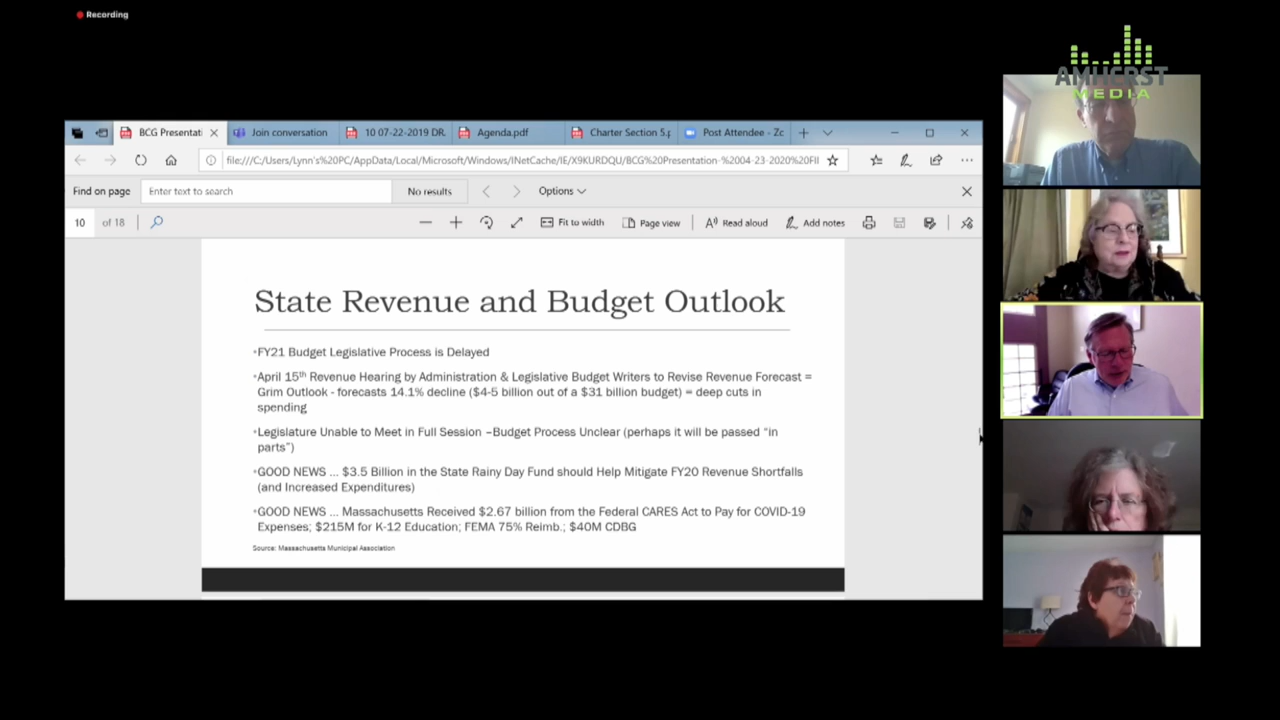 Recording
AMHERST
MEDIA
BCG Presentati
Join conversation
10 07-22-2019 DR.
Agenda.pdf
Charter Section 5.p
Post Attendee - Zc
file:///C:/Users/Lynn's%20PC/AppData/Local/Microsoft/Windows/INetCache/IE/X9KURDQU/BCG%20Presentation-%2004-23-2020%20FII
Find on page
Enter text to search
No results
Options
10 of 18
Fit to width
Page view
Read aloud
Add notes
State Revenue and Budget Outlook
•FY21 Budget Legislative Process is Delayed
•April 15th Revenue Hearing by Administration & Legislative Budget Writers to Revise Revenue Forecast =
Grim Outlook - forecasts 14.1% decline ($4-5 billion out of a $31 billion budget) = deep cuts in
spending
•Legislature Unable to Meet in Full Session –Budget Process Unclear (perhaps it will be passed “in
parts”)
•GOOD NEWS ... $3.5 Billion in the State Rainy Day Fund should Help Mitigate FY20 Revenue Shortfalls
(and Increased Expenditures)
•GOOD NEWS ... Massachusetts Received $2.67 billion from the Federal CARES Act to Pay for COVID-19
Expenses; $215M for K-12 Education; FEMA 75% Reimb.; $40M CDBG
Source: Massachusetts Municipal Association